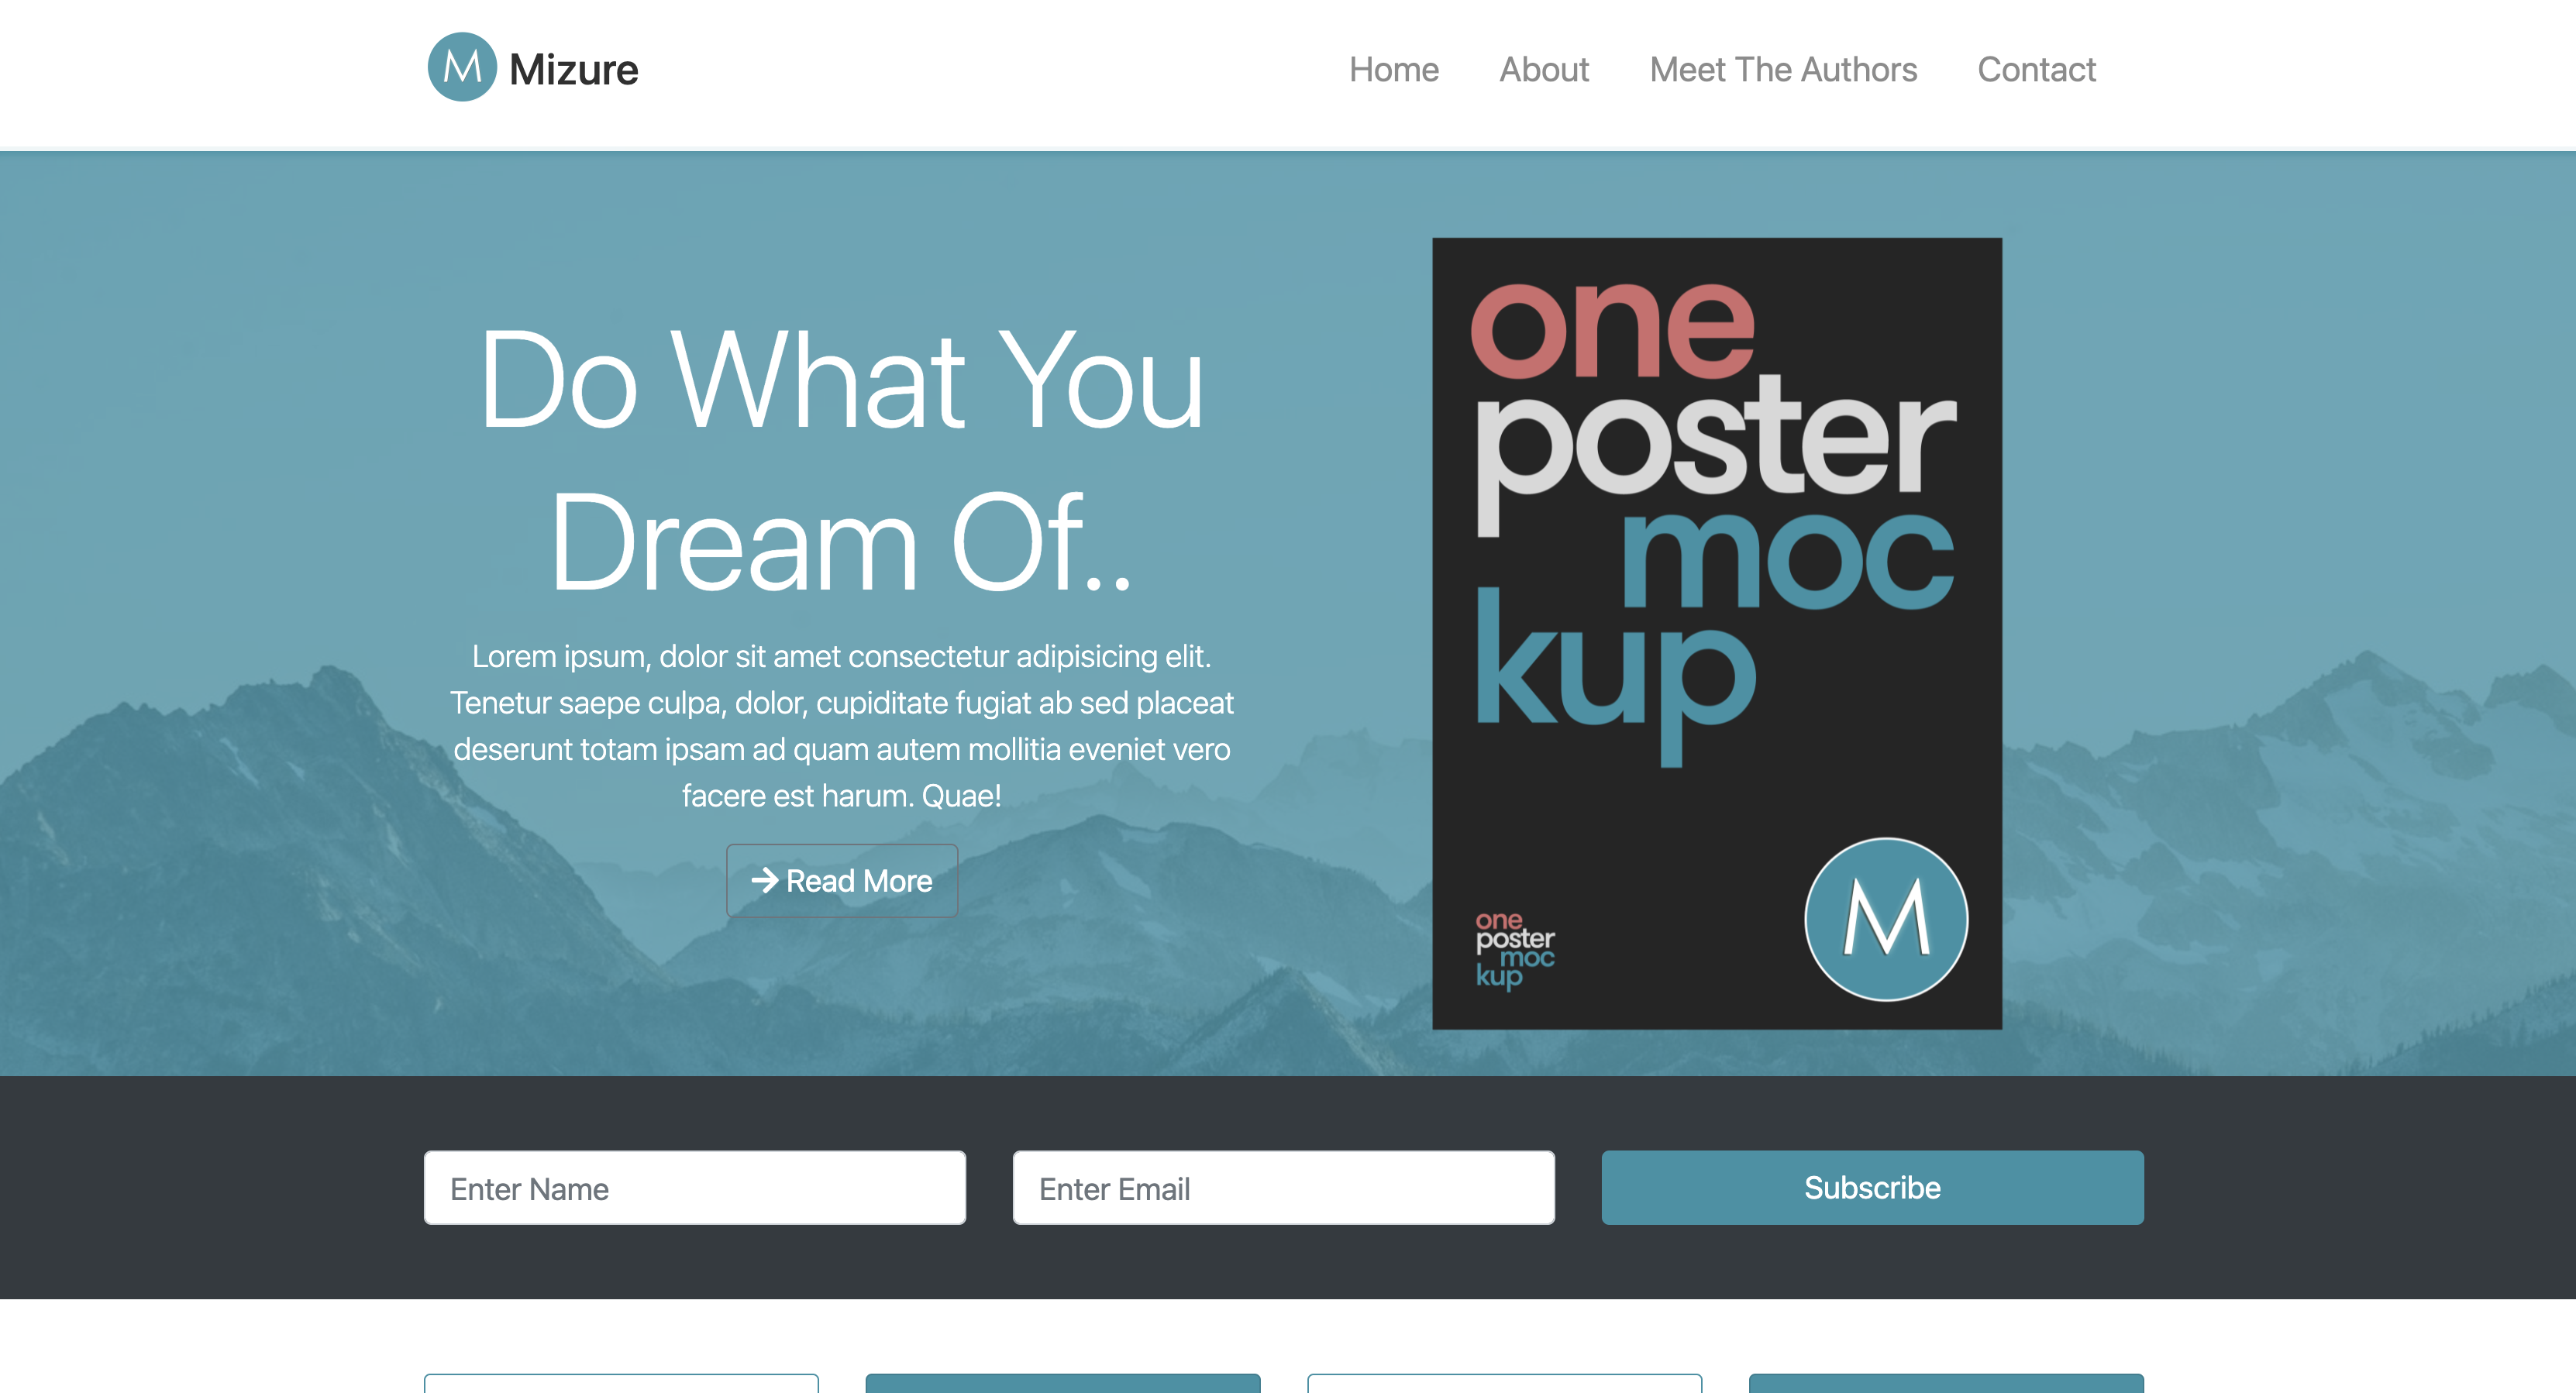 M Mizure
Home About Meet The Authors Contact
Do What You
Dream Of..
Lorem ipsum, dolor sit amet consectetur adipisicing elit.
Tenetur saepe culpa, dolor, cupiditate fugiat ab sed placeat
deserunt totam ipsam ad quam autem mollitia eveniet vero
facere est harum. Quae!
Read More
one
poster
moc
kup
one
poster
moc
kup
M
Enter Name
Enter Email
Subscribe